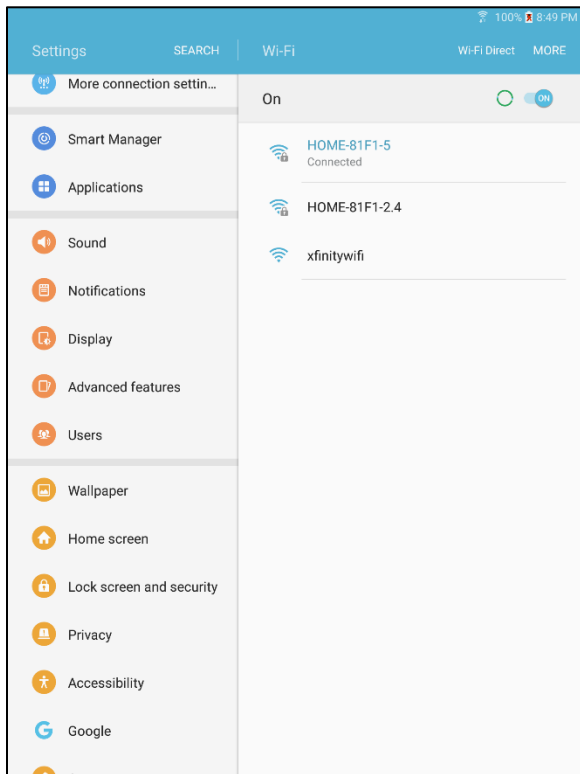 100% 8:49 PM
Settings SEARCH Wi-Fi Wi-Fi Direct MORE
More connection settin...
Smart Manager
Applications
Sound
Notifications
Display
Advanced features
Users
Wallpaper
Home screen
Lock screen and security
Privacy
Accessibility
G Google
On ON
HOME-81F1-5
Connected
HOME-81F1-2.4
xfinitywifi